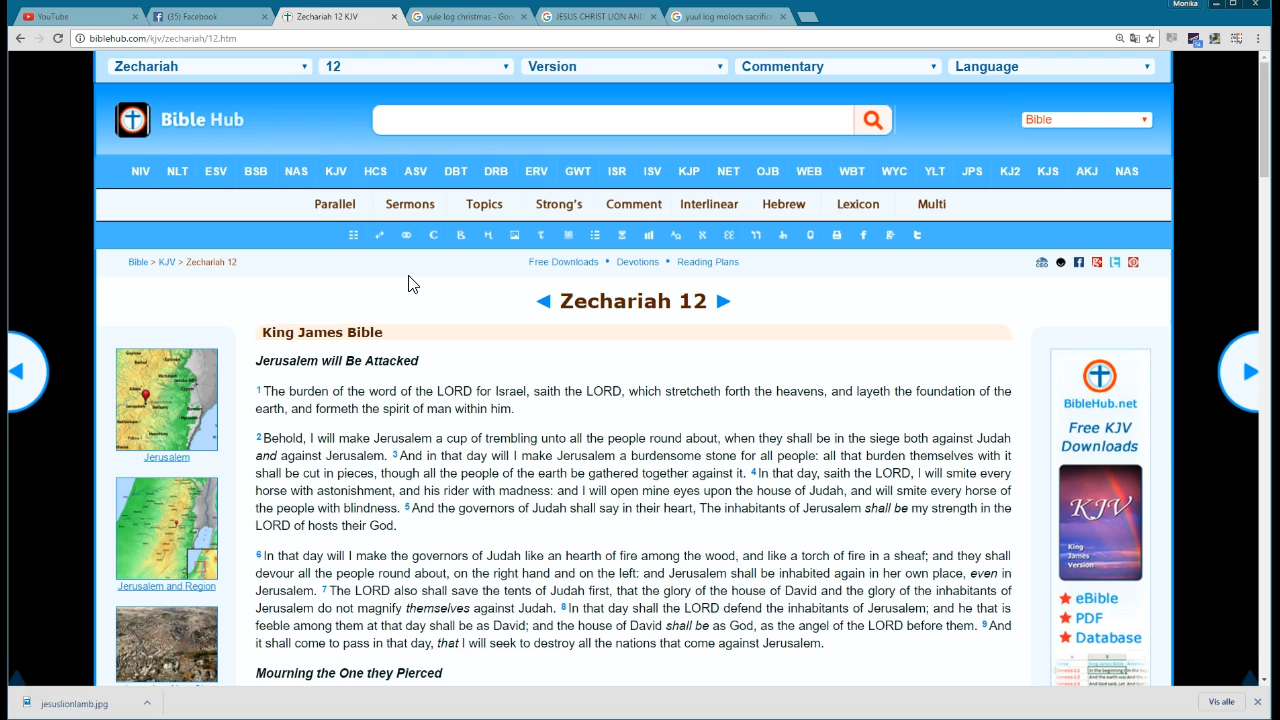 Monika
YouTube
(35) Facebook
Zechariah 12 KJV
yule log christmas - Goo
JESUS CHRIST LION AND
yuul log moloch sacrific
biblehub.com/kjv/zechariah/12.htm
Zechariah 12 Version Commentary Language
Bible Hub
Bible
NIV NLT ESV BSB NAS KJV HCS ASV DBT DRB ERV GWT ISR ISV KJP NET OJB WEB WBT WYC YLT JPS KJ2 KJS AKJ NAS
Parallel Sermons Topics Strong's Comment Interlinear Hebrew Lexicon Multi
Bible > KJV > Zechariah 12
Free Downloads • Devotions • Reading Plans
◄ Zechariah 12 ►
King James Bible
Jerusalem will Be Attacked
1 The burden of the word of the LORD for Israel, saith the LORD, which stretcheth forth the heavens, and layeth the foundation of the
earth, and formeth the spirit of man within him.
2 Behold, I will make Jerusalem a cup of trembling unto all the people round about, when they shall be in the siege both against Judah
and against Jerusalem. 3 And in that day will I make Jerusalem a burdensome stone for all people: all that burden themselves with it
shall be cut in pieces, though all the people of the earth be gathered together against it. 4 In that day, saith the LORD, I will smite every
horse with astonishment, and his rider with madness: and I will open mine eyes upon the house of Judah, and will smite every horse of
the people with blindness. 5 And the governors of Judah shall say in their heart, The inhabitants of Jerusalem shall be my strength in the
LORD of hosts their God.
6 In that day will I make the governors of Judah like an hearth of fire among the wood, and like a torch of fire in a sheaf; and they shall
devour all the people round about, on the right hand and on the left: and Jerusalem shall be inhabited again in her own place, even in
Jerusalem. 7 The LORD also shall save the tents of Judah first, that the glory of the house of David and the glory of the inhabitants of
Jerusalem do not magnify themselves against Judah. 8 In that day shall the LORD defend the inhabitants of Jerusalem; and he that is
feeble among them at that day shall be as David; and the house of David shall be as God, as the angel of the LORD before them. 9 And
it shall come to pass in that day, that I will seek to destroy all the nations that come against Jerusalem.
Mourning the One they Pierced
Jerusalem
Jerusalem and Region
BibleHub.net
Free KJV
Downloads
KJV
King
James
Version
eBible
PDF
Database
jesuslionlamb.jpg
Vis alle